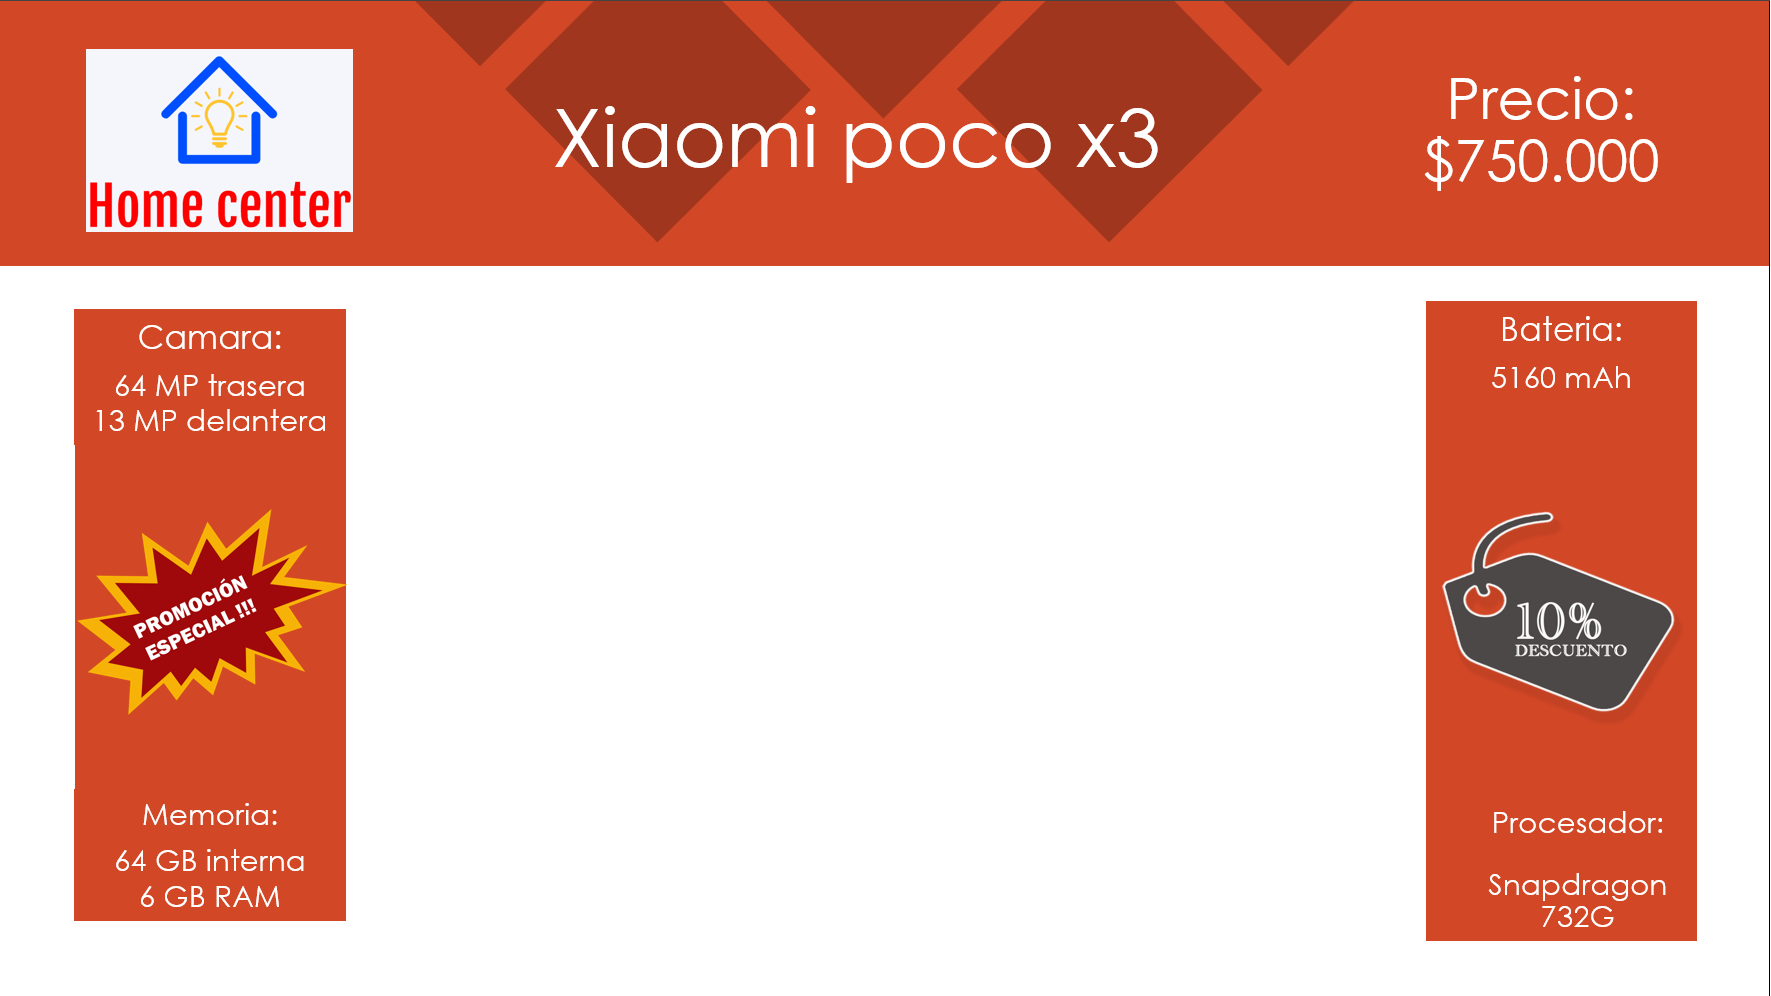 Home center
Xiaomi poco x3
Precio:
$750.000
Camara:
64 MP trasera
13 MP delantera
PROMOCIÓN
ESPECIAL !!!
Memoria:
64 GB interna
6 GB RAM
Bateria:
5160 mAh
10%
DESCUENTO
Procesador:
Snapdragon
732G